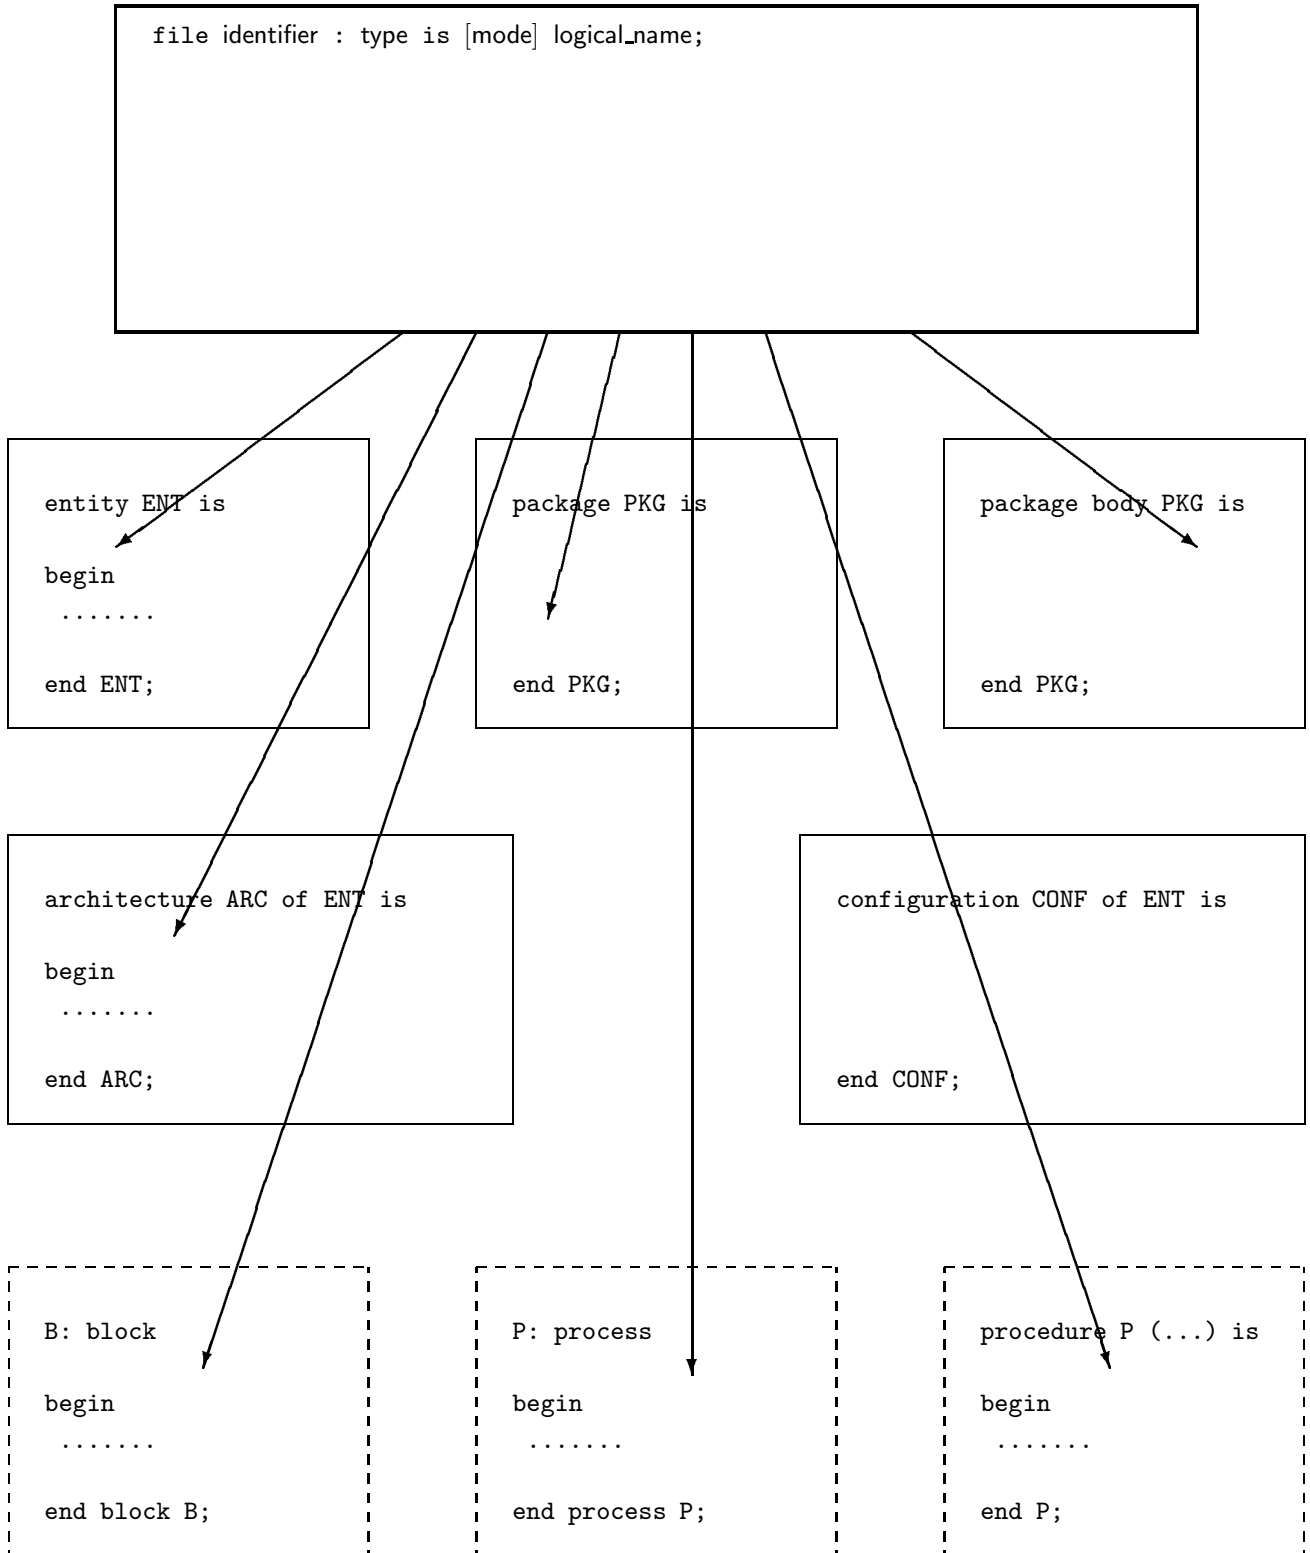 file identifier : type is [mode] logical_name;
entity ENT is
begin
.......
end ENT;
package PKG is
end PKG;
package body PKG is
end PKG;
architecture ARC of ENT is
begin
.......
end ARC;
configuration CONF of ENT is
end CONF;
B: block
begin
.......
end block B;
P: process
begin
.......
end process P;
procedure P (...) is
begin
.......
end P;